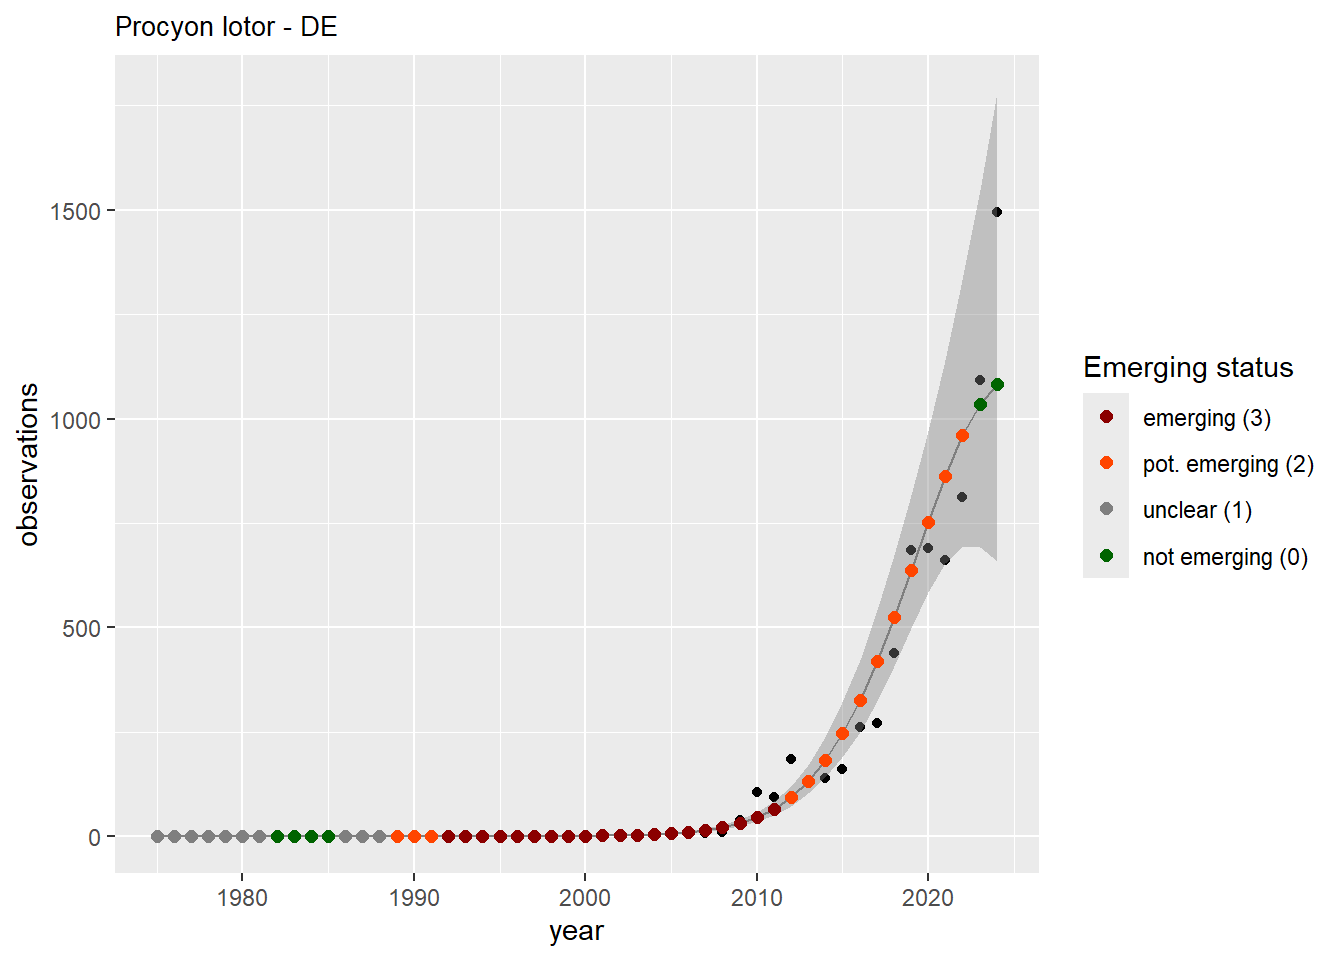 Procyon lotor - DE
1500
1000
500
0
observations
1980
1990
2000
2010
2020
year
Emerging status
emerging (3)
pot. emerging (2)
unclear (1)
not emerging (0)